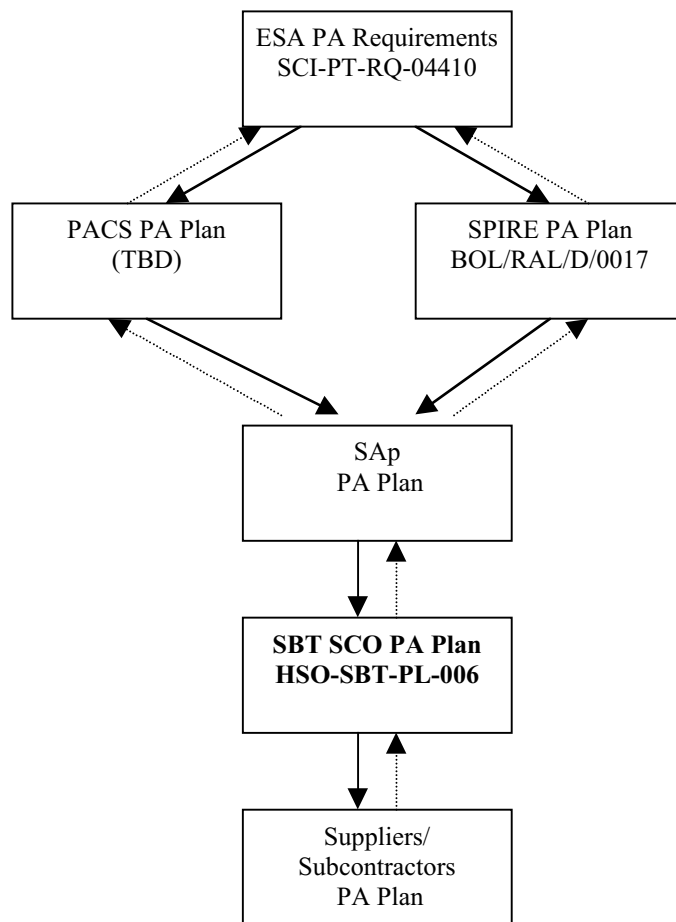 ESA PA Requirements
SCI-PT-RQ-04410
PACS PA Plan
(TBD)
SPIRE PA Plan
BOL/RAL/D/0017
SAp
PA Plan
SBT SCO PA Plan
HSO-SBT-PL-006
Suppliers/
Subcontractors
PA Plan